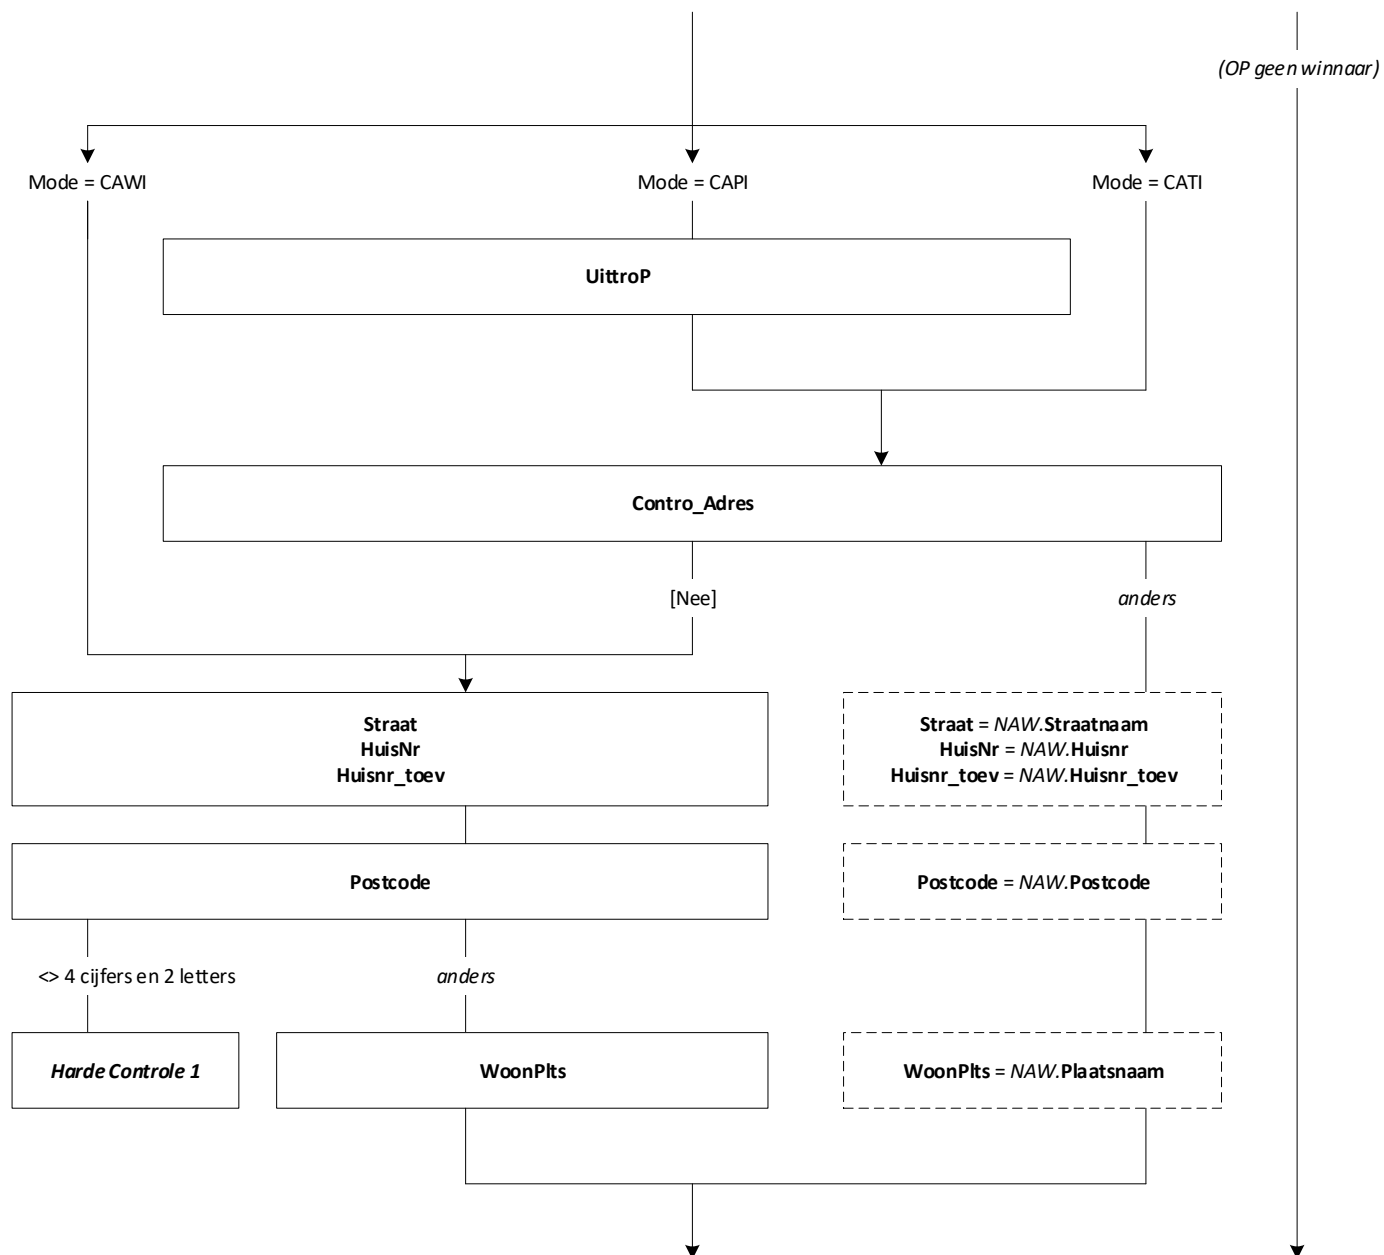 (OP geen winnaar)
Mode = CAWI
Mode = CAPI
Mode = CATI
UittroP
Contro_Adres
[Nee]
anders
Straat
HuisNr
Huisnr_toev
Straat = NAW.Straatnaam
HuisNr = NAW.Huisnr
Huisnr_toev = NAW.Huisnr_toev
Postcode
Postcode = NAW.Postcode
<> 4 cijfers en 2 letters
anders
Harde Controle 1
WoonPlts
WoonPlts = NAW.Plaatsnaam